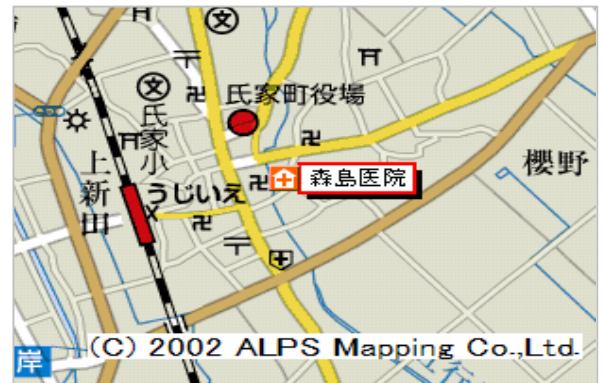 氏家町役場
氏家小
上新田
うじいえ
森島医院
櫻野
岸
(C) 2002 ALPS Mapping Co.,Ltd.
行